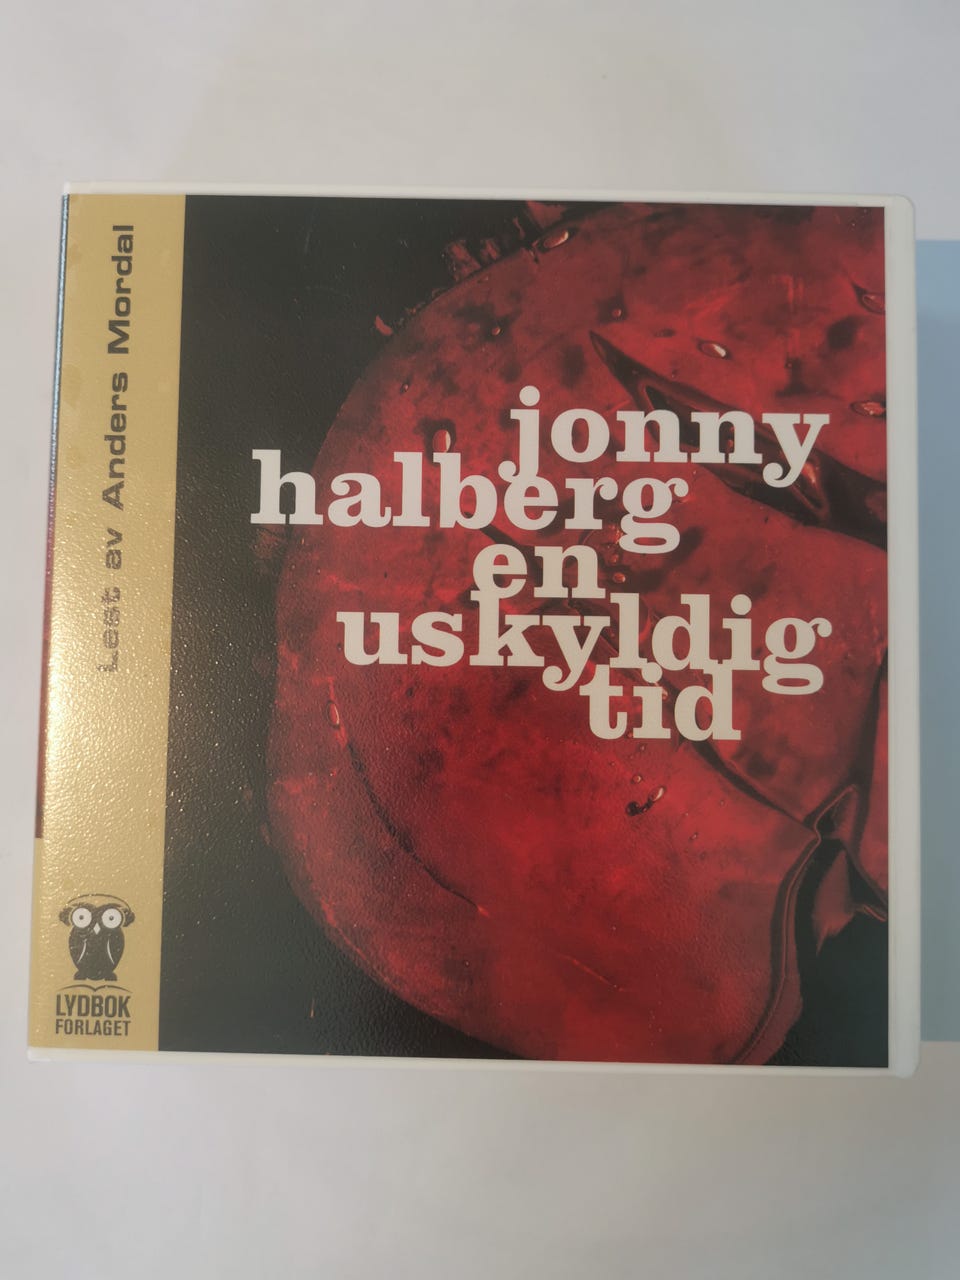 Lest av Anders Mordal
jonny
halberg
en
uskyldig
tid
LYDBOK
FORLAGET